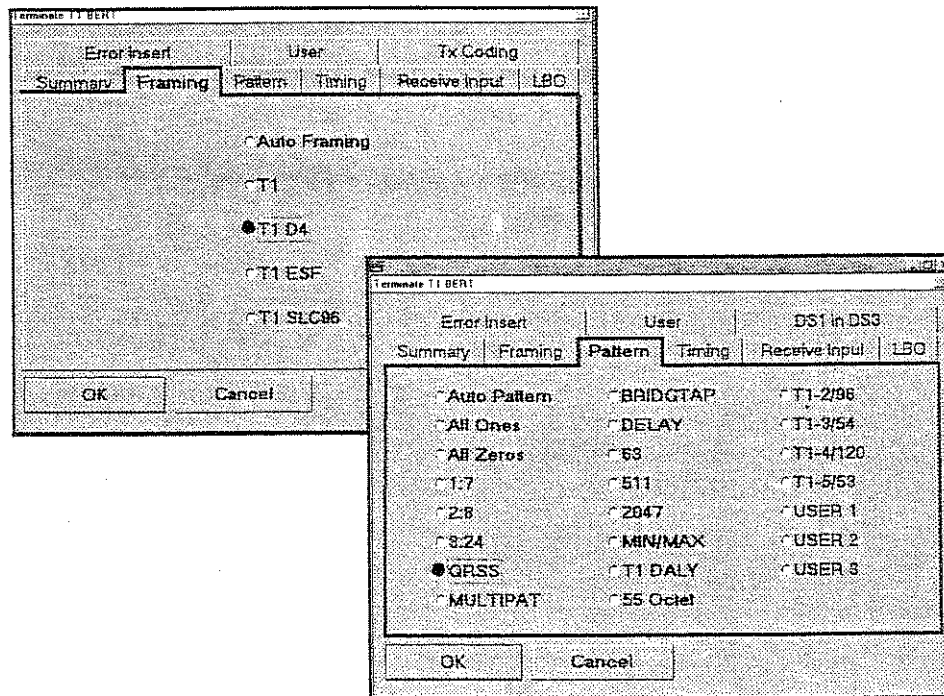 Terminate T1 BERT
Error Insert User Tx Coding
Summary Framing Pattern Timing Receive Input LBO
Auto Framing
T1
T1 D4
T1 ESF
T1 SLC96
OK Cancel
Terminate T1 BERT
Error Insert User DS1 in DS3
Summary Framing Pattern Timing Receive Input LBO
Auto Pattern BRIDGTAP T1-2/96
All Ones DELAY T1-3/54
All Zeros 63 T1-4/120
1:7 511 T1-5/53
2:8 2047 USER 1
3:24 MIN/MAX USER 2
QRSS T1 DALY USER 3
MULTIPAT 55 Octet
OK Cancel